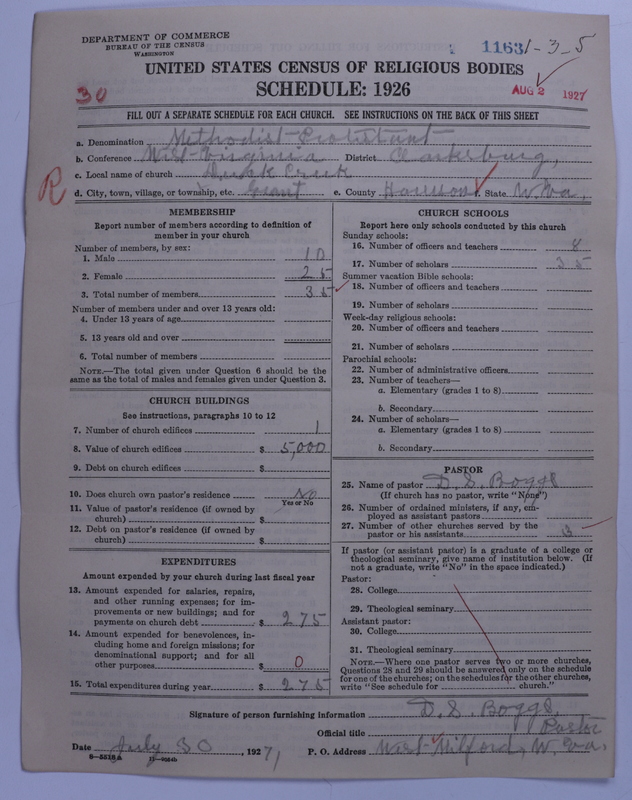 DEPARTMENT OF COMMERCE
BUREAU OF THE CENSUS
WASHINGTON
1163 1-3-5
UNITED STATES CENSUS OF RELIGIOUS BODIES
SCHEDULE: 1926
30
AUG 2 1927
FILL OUT A SEPARATE SCHEDULE FOR EACH CHURCH. SEE INSTRUCTIONS ON THE BACK OF THIS SHEET
a. Denomination Methodist Protestant
b. Conference West Virginia District Clarksburg,
c. Local name of church Duck Creek
R d. City, town, village, or township, etc. Grant e. County Harrison f. State W. Va.
MEMBERSHIP
Report number of members according to definition of
member in your church
Number of members, by sex:
1. Male 10
2. Female 25
3. Total number of members 35
Number of members under and over 13 years old:
4. Under 13 years of age
5. 13 years old and over
6. Total number of members
NOTE.—The total given under Question 6 should be the
same as the total of males and females given under Question 3.
CHURCH BUILDINGS
See instructions, paragraphs 10 to 12
7. Number of church edifices 1
8. Value of church edifices $ 5,000
9. Debt on church edifices $
10. Does church own pastor's residence No
Yes or No
11. Value of pastor's residence (if owned by
church) $
12. Debt on pastor's residence (if owned by
church) $
EXPENDITURES
Amount expended by your church during last fiscal year
13. Amount expended for salaries, repairs,
and other running expenses; for im-
provements or new buildings; and for
payments on church debt $ 275
14. Amount expended for benevolences, in-
cluding home and foreign missions; for
denominational support; and for all
other purposes $ 0
15. Total expenditures during year $ 275
CHURCH SCHOOLS
Report here only schools conducted by this church
Sunday schools:
16. Number of officers and teachers 8
17. Number of scholars 35
Summer vacation Bible schools:
18. Number of officers and teachers
19. Number of scholars
Week-day religious schools:
20. Number of officers and teachers
21. Number of scholars
Parochial schools:
22. Number of administrative officers
23. Number of teachers—
a. Elementary (grades 1 to 8)
b. Secondary
24. Number of scholars—
a. Elementary (grades 1 to 8)
b. Secondary
PASTOR
25. Name of pastor D. S. Boggs
(If church has no pastor, write "None")
26. Number of ordained ministers, if any, em-
ployed as assistant pastors
27. Number of other churches served by the
pastor or his assistants 3
If pastor (or assistant pastor) is a graduate of a college or
theological seminary, give name of institution below. (If
not a graduate, write "No" in the space indicated.)
Pastor:
28. College
29. Theological seminary
Assistant pastor:
30. College
31. Theological seminary
NOTE.—Where one pastor serves two or more churches,
Questions 28 and 29 should be answered only on the schedule
for one of the churches; on the schedules for the other churches,
write "See schedule for church."
Signature of person furnishing information D. S. Boggs.
Official title Pastor
Date July 30, 1927 P. O. Address West Milford, W. Va.